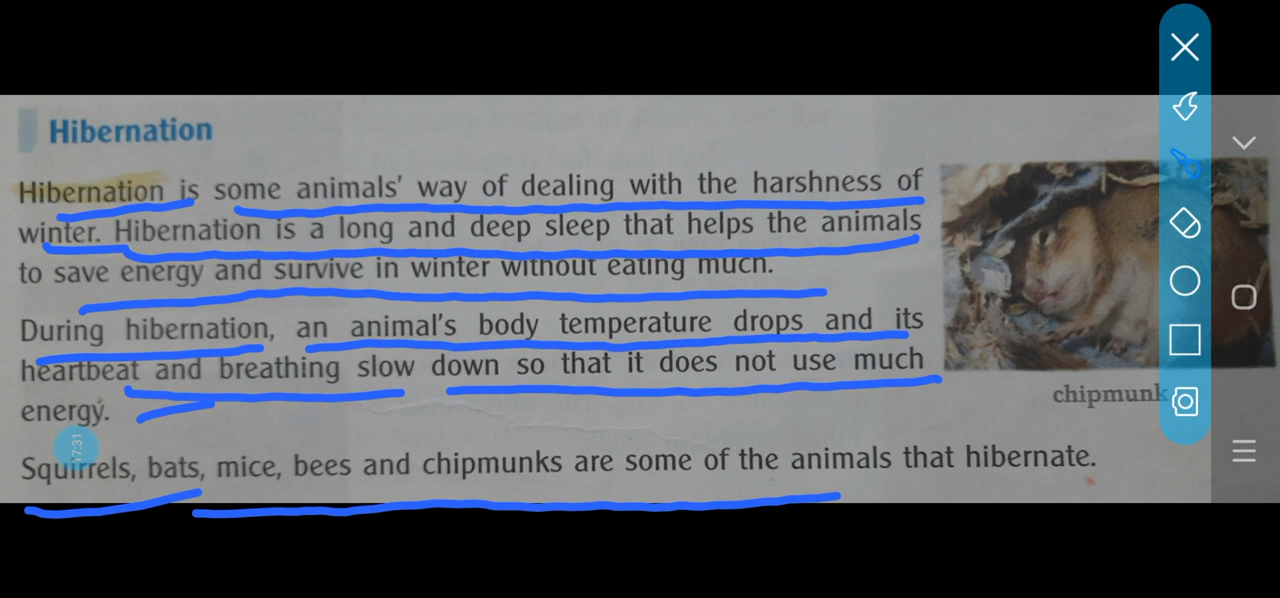 Hibernation
Hibernation is some animals' way of dealing with the harshness of
winter. Hibernation is a long and deep sleep that helps the animals
to save energy and survive in winter without eating much.
During hibernation, an animal's body temperature drops and its
heartbeat and breathing slow down so that it does not use much
energy.
chipmunk
17:31
Squirrels, bats, mice, bees and chipmunks are some of the animals that hibernate.